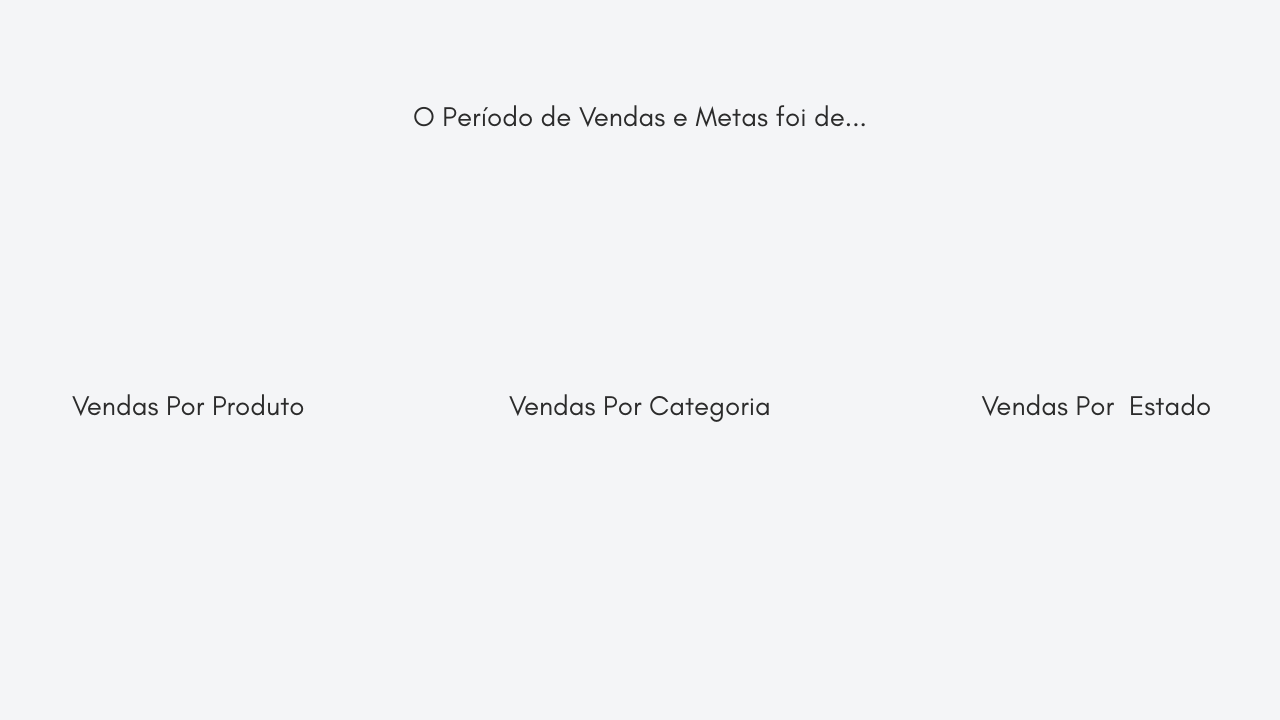 O Período de Vendas e Metas foi de...
Vendas Por Produto
Vendas Por Categoria
Vendas Por  Estado